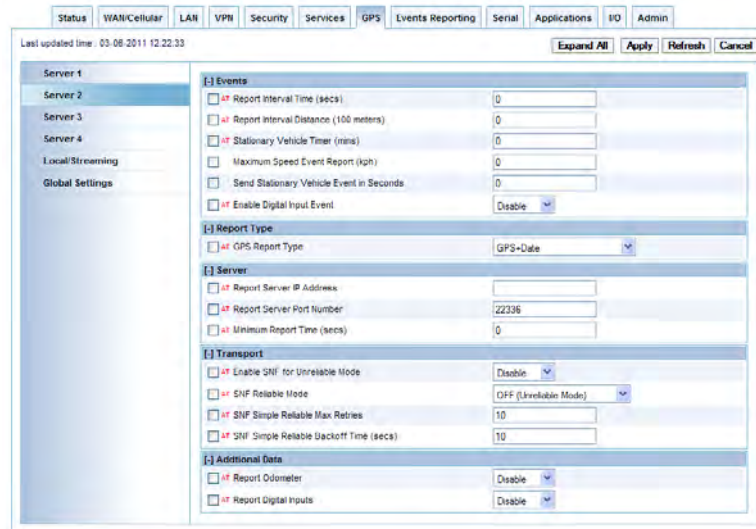 Status WAN/Cellular LAN VPN Security Services GPS Events Reporting Serial Applications I/O Admin
Last updated time : 03-06-2011 12.22.33 Expand All Apply Refresh Cancel
Server 1
Server 2
Server 3
Server 4
Local/Streaming
Global Settings
[-] Events
AT Report Interval Time (secs) 0
AT Report Interval Distance (100 meters) 0
AT Stationary Vehicle Timer (mins) 0
Maximum Speed Event Report (kph) 0
Send Stationary Vehicle Event in Seconds 0
AT Enable Digital Input Event Disable
[-] Report Type
AT GPS Report Type GPS+Date
[-] Server
AT Report Server IP Address
AT Report Server Port Number 22336
AT Minimum Report Time (secs) 0
[-] Transport
AT Enable SNF for Unreliable Mode Disable
AT SNF Reliable Mode OFF (Unreliable Mode)
AT SNF Simple Reliable Max Retries 10
AT SNF Simple Reliable Backoff Time (secs) 10
[-] Addtional Data
AT Report Odometer Disable
AT Report Digital Inputs Disable